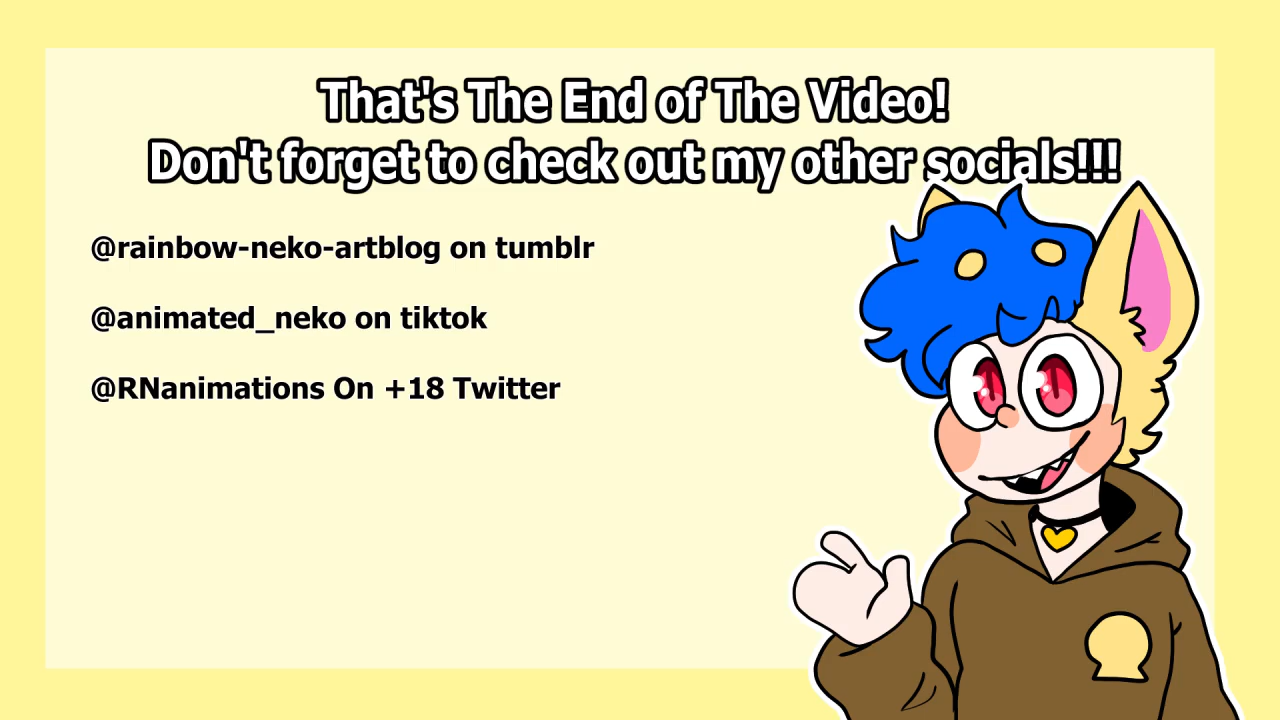 That's The End of The Video!
Don't forget to check out my other socials!!!
@rainbow-neko-artblog on tumblr
@animated_neko on tiktok
@RNanimations On +18 Twitter